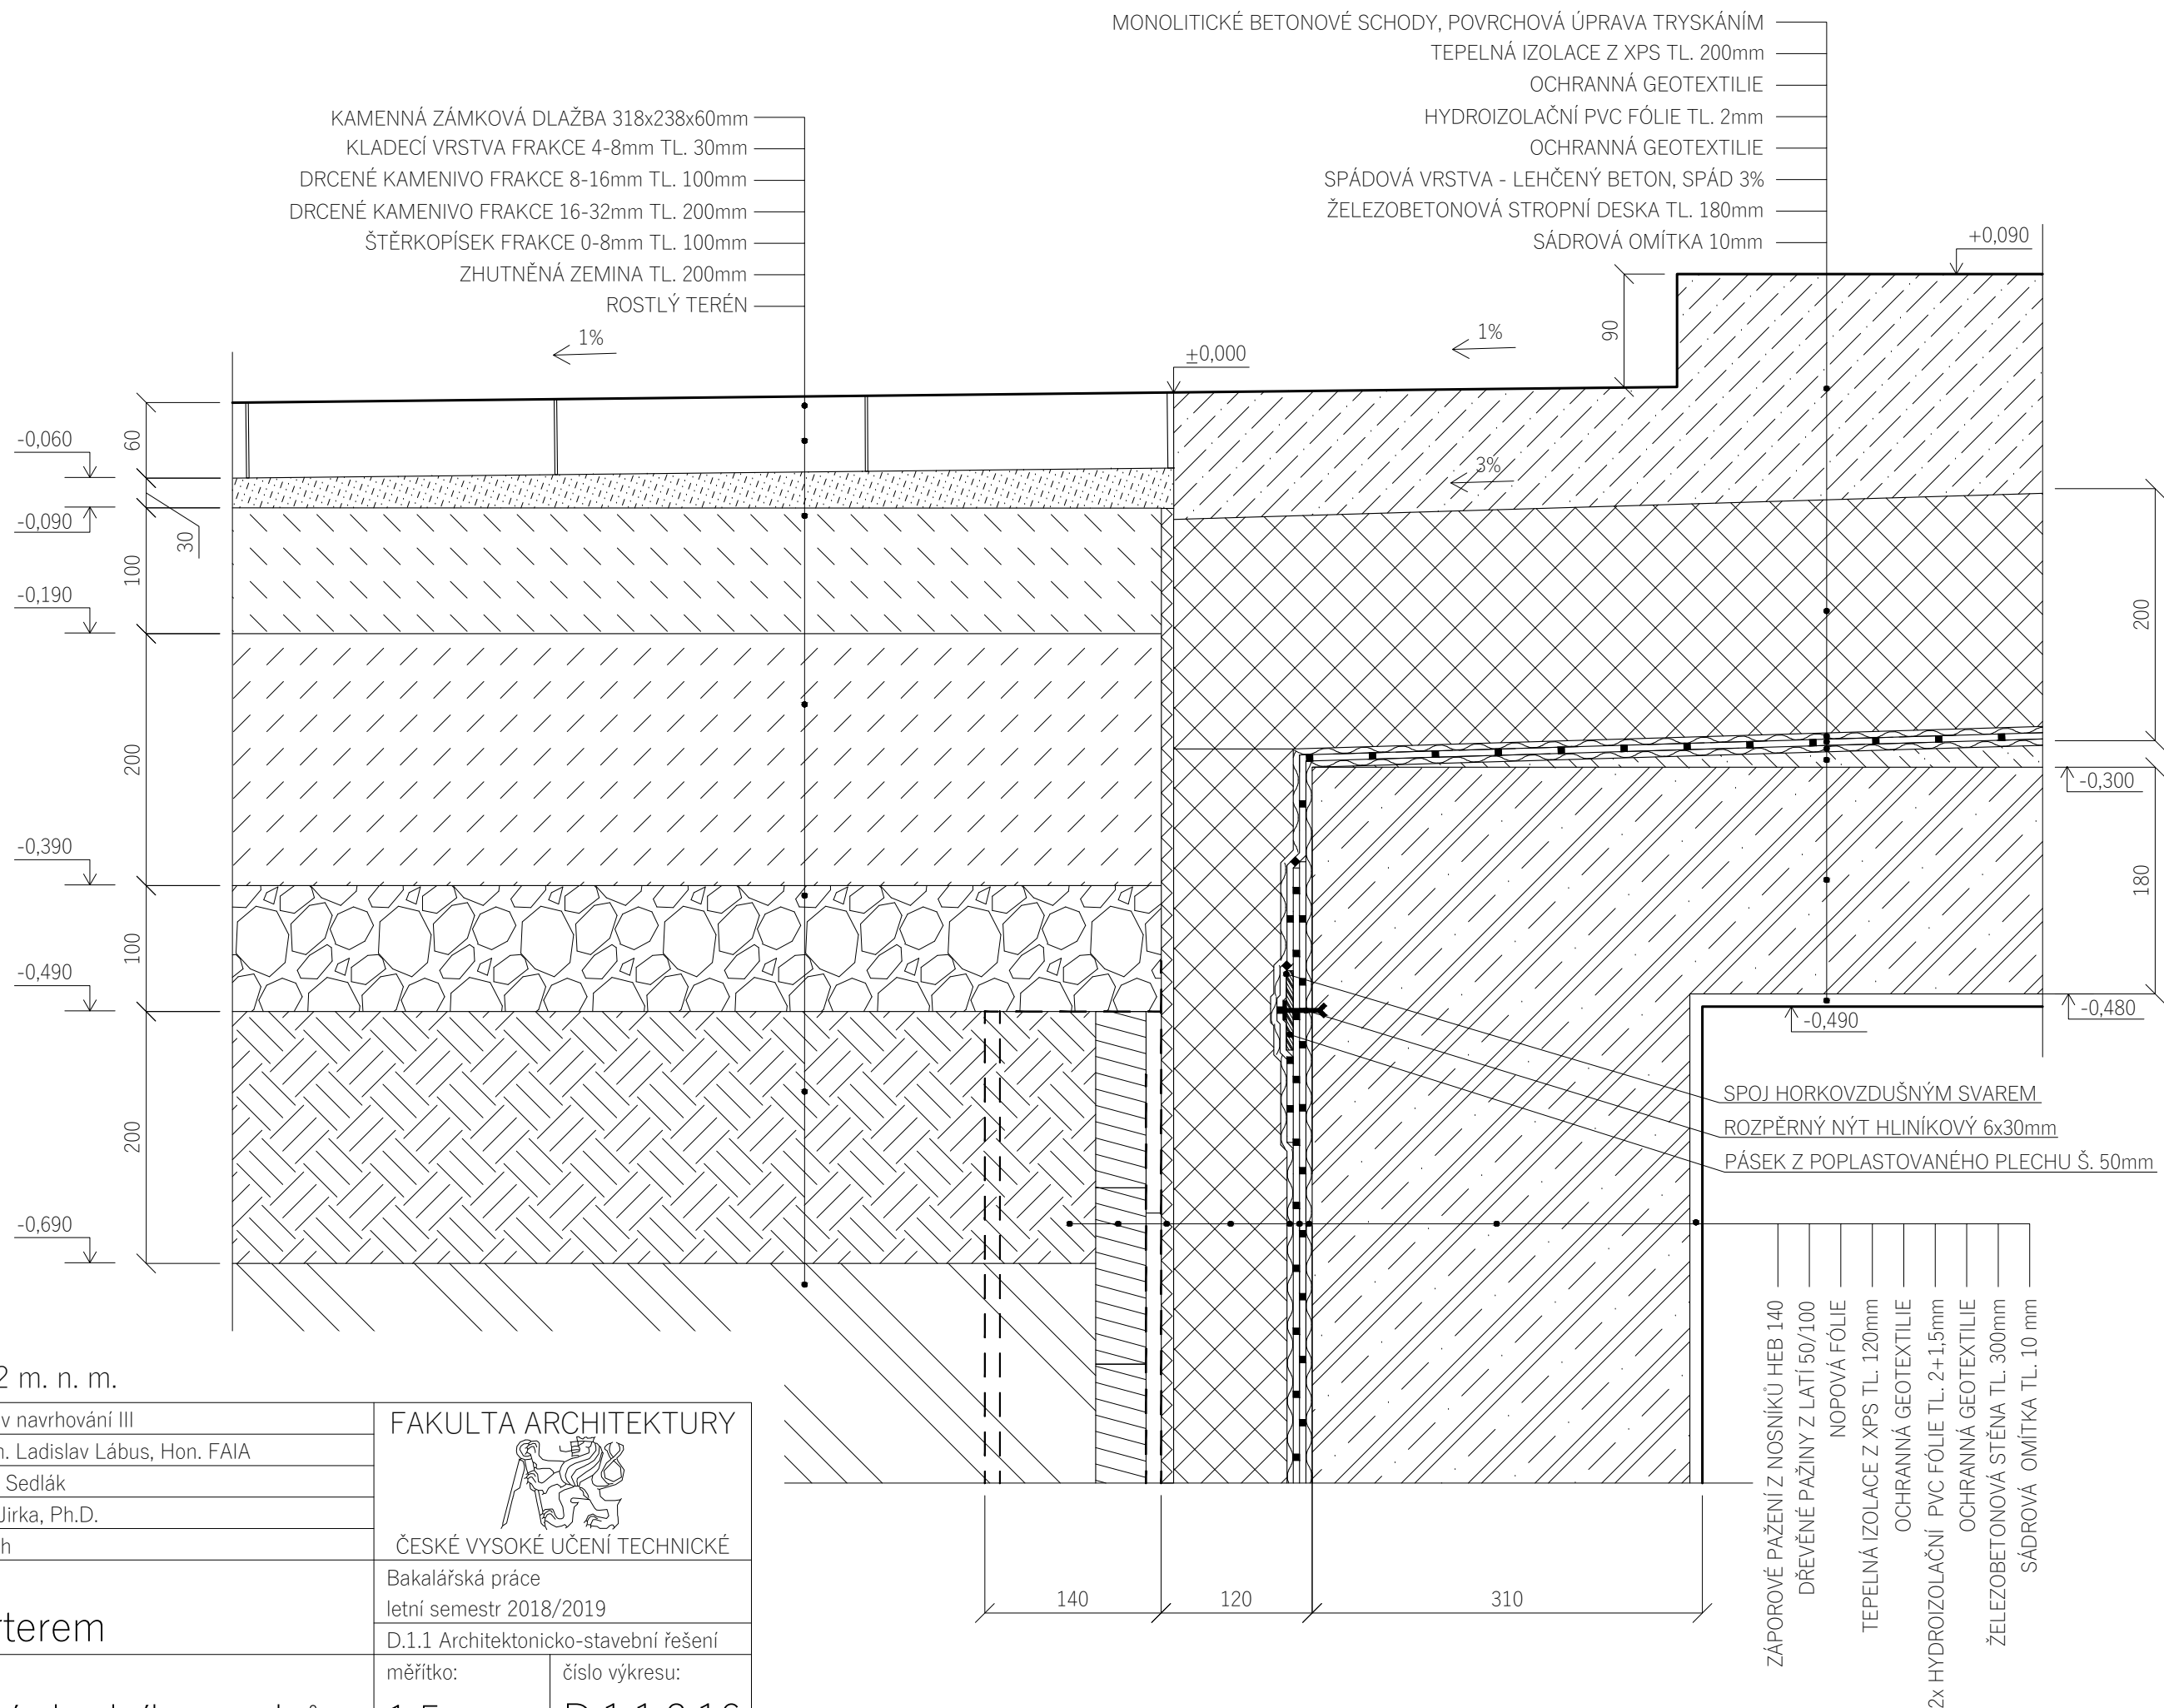 MONOLITICKÉ BETONOVÉ SCHODY, POVRCHOVÁ ÚPRAVA TRYSKÁNÍM
TEPELNÁ IZOLACE Z XPS TL. 200mm
OCHRANNÁ GEOTEXTILIE
HYDROIZOLAČNÍ PVC FÓLIE TL. 2mm
OCHRANNÁ GEOTEXTILIE
SPÁDOVÁ VRSTVA - LEHČENÝ BETON, SPÁD 3%
ŽELEZOBETONOVÁ STROPNÍ DESKA TL. 180mm
SÁDROVÁ OMÍTKA 10mm
KAMENNÁ ZÁMKOVÁ DLAŽBA 318x238x60mm
KLADECÍ VRSTVA FRAKCE 4-8mm TL. 30mm
DRCENÉ KAMENIVO FRAKCE 8-16mm TL. 100mm
DRCENÉ KAMENIVO FRAKCE 16-32mm TL. 200mm
ŠTĚRKOPÍSEK FRAKCE 0-8mm TL. 100mm
ZHUTNĚNÁ ZEMINA TL. 200mm
ROSTLÝ TERÉN
+0,090
1%
1%
90
±0,000
-0,060
60
3%
-0,090
30
100
-0,190
200
200
-0,300
-0,390
180
100
-0,490
-0,490
-0,480
200
-0,690
SPOJ HORKOVZDUŠNÝM SVAREM
ROZPĚRNÝ NÝT HLINÍKOVÝ 6x30mm
PÁSEK Z POPLASTOVANÉHO PLECHU Š. 50mm
ZÁPOROVÉ PAŽENÍ Z NOSNÍKŮ HEB 140
DŘEVĚNÉ PAŽINY Z LATÍ 50/100
NOPOVÁ FÓLIE
TEPELNÁ IZOLACE Z XPS TL. 120mm
OCHRANNÁ GEOTEXTILIE
2x HYDROIZOLAČNÍ PVC FÓLIE TL. 2+1,5mm
OCHRANNÁ GEOTEXTILIE
ŽELEZOBETONOVÁ STĚNA TL. 300mm
SÁDROVÁ OMÍTKA TL. 10 mm
140
120
310
2 m. n. m.
v navrhování III
Ladislav Lábus, Hon. FAIA
Sedlák
Jirka, Ph.D.
FAKULTA ARCHITEKTURY
ČESKÉ VYSOKÉ UČENÍ TECHNICKÉ
Bakalářská práce
letní semestr 2018/2019
D.1.1 Architektonicko-stavební řešení
měřítko:
číslo výkresu: